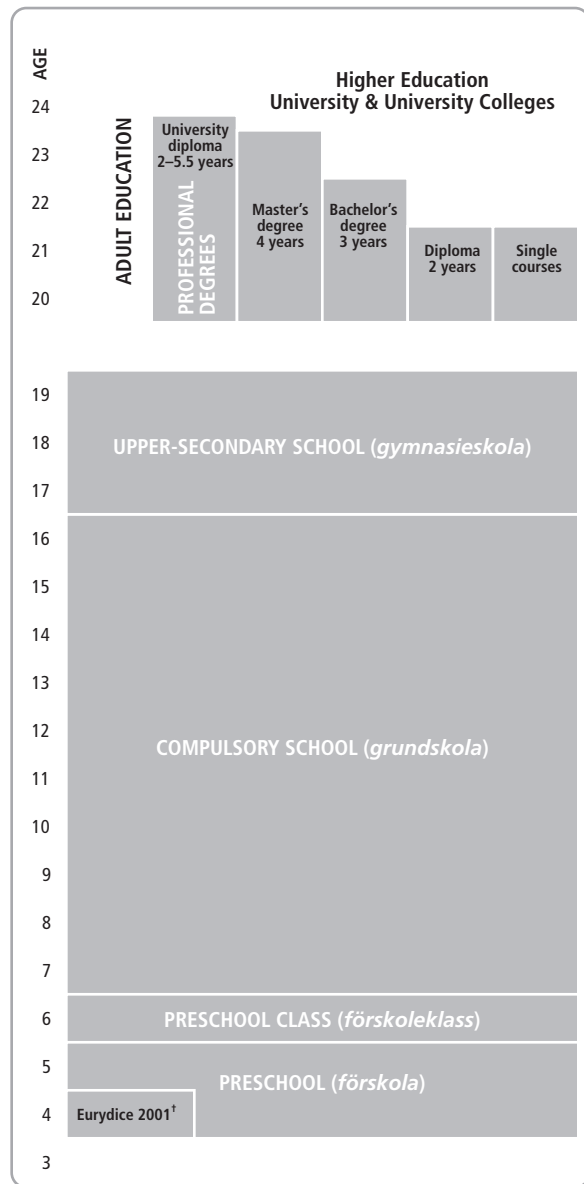 AGE
24
23
22
21
20
19
18
17
16
15
14
13
12
11
10
9
8
7
6
5
4
3
Higher Education
University & University Colleges
ADULT EDUCATION
University
diploma
2–5.5 years
PROFESSIONAL
DEGREES
Master's
degree
4 years
Bachelor's
degree
3 years
Diploma
2 years
Single
courses
UPPER-SECONDARY SCHOOL (gymnasieskola)
COMPULSORY SCHOOL (grundskola)
PRESCHOOL CLASS (förskoleklass)
PRESCHOOL (förskola)
Eurydice 2001†